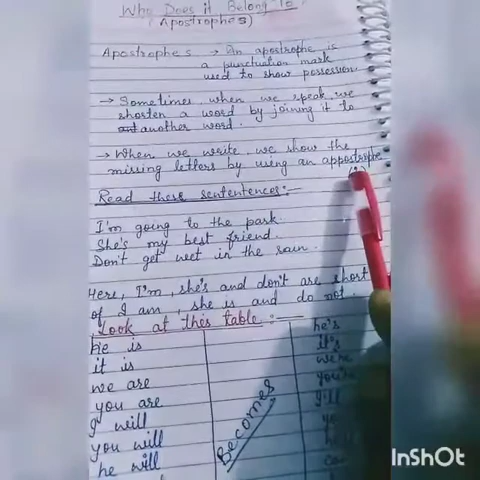 Who Does it Belong To?
(Apostrophes)
Apostrophes → An apostrophe is
a punctuation mark
used to show possession.
→ Sometimes when we speak we
shorten a word by joining it to
another word.
→ When we write we show the
missing letters by using an appostrophe
(')
Read these sentetences:-
I'm going to the park.
She's my best friend.
Don't get wet in the rain.
Here, I'm, she's and don't are short
of I am, she is and do not.
Look at this table:-
he is he's
it is it's
we are we're
you are you're
I will I'll
you will
he will
Becomes
InShOt